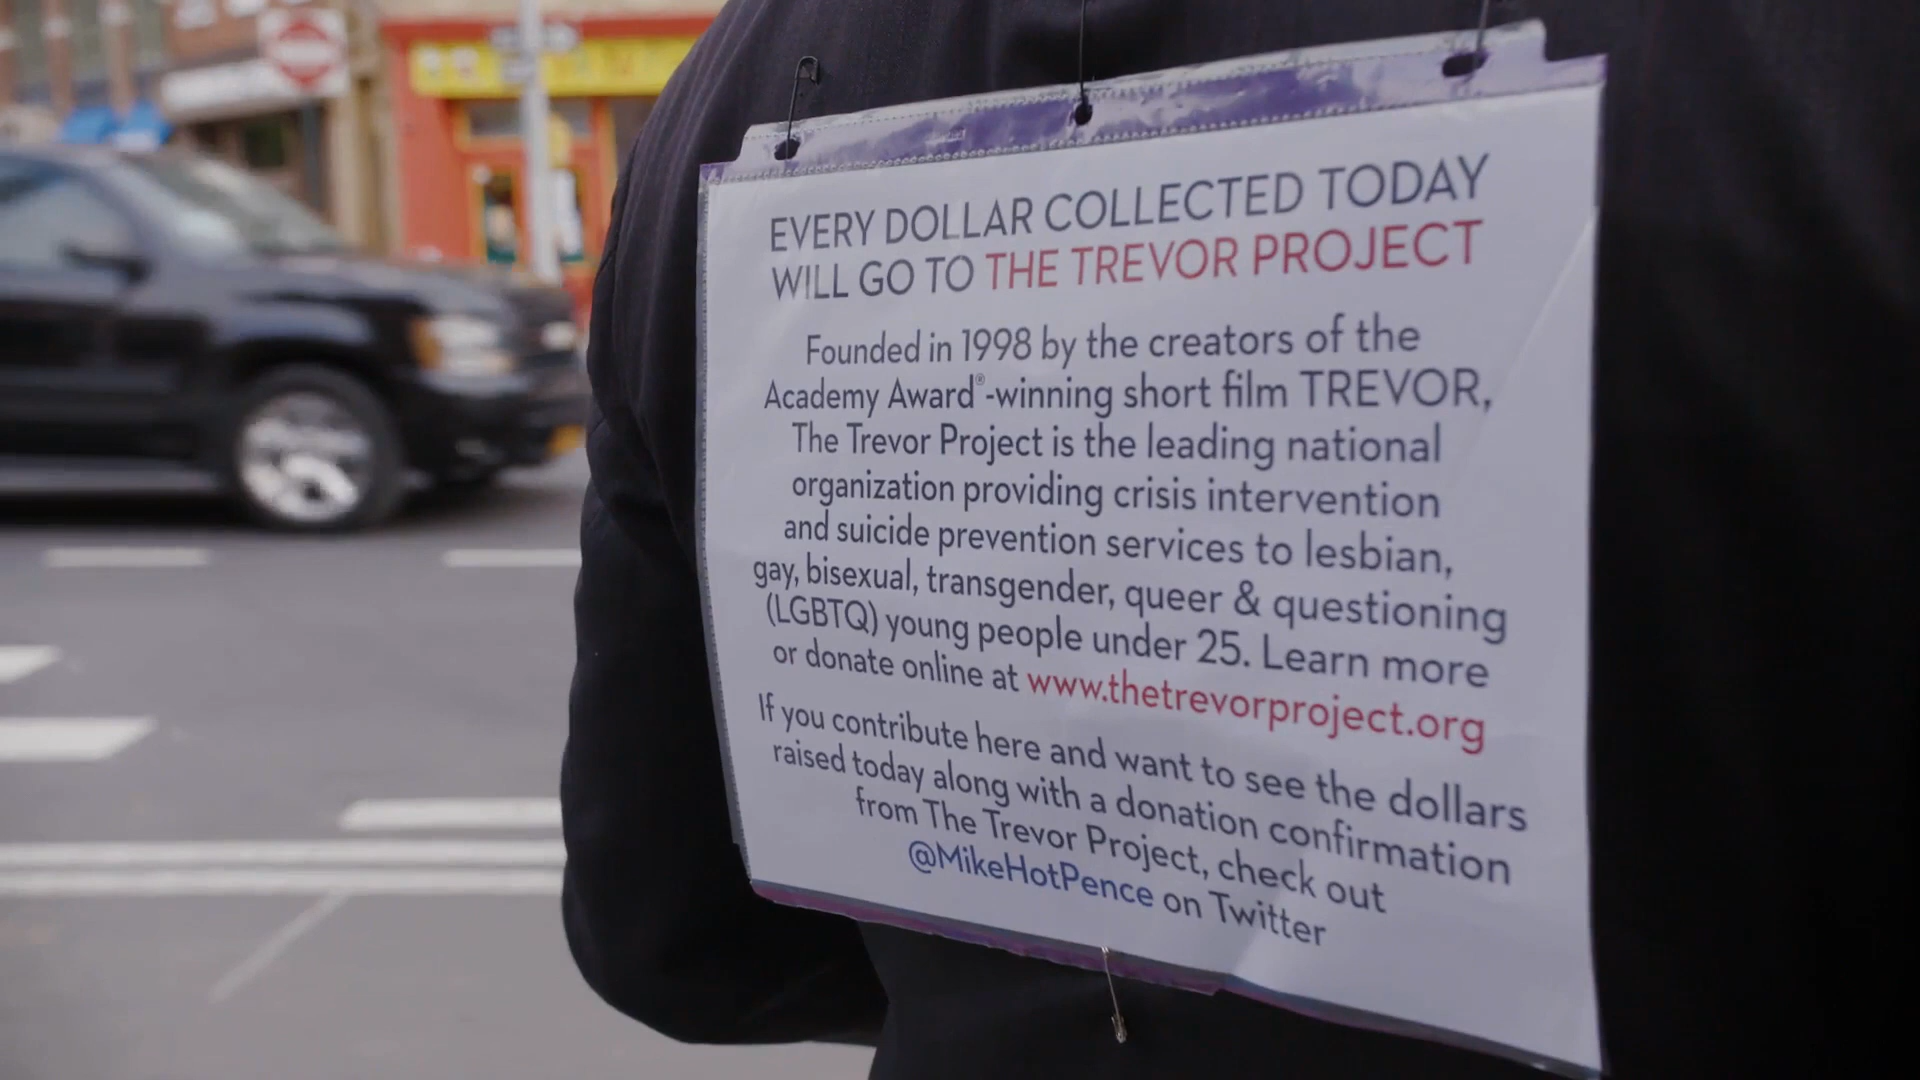 EVERY DOLLAR COLLECTED TODAY
WILL GO TO THE TREVOR PROJECT
Founded in 1998 by the creators of the
Academy Award®-winning short film TREVOR,
The Trevor Project is the leading national
organization providing crisis intervention
and suicide prevention services to lesbian,
gay, bisexual, transgender, queer & questioning
(LGBTQ) young people under 25. Learn more
or donate online at www.thetrevorproject.org
If you contribute here and want to see the dollars
raised today along with a donation confirmation
from The Trevor Project, check out
@MikeHotPence on Twitter